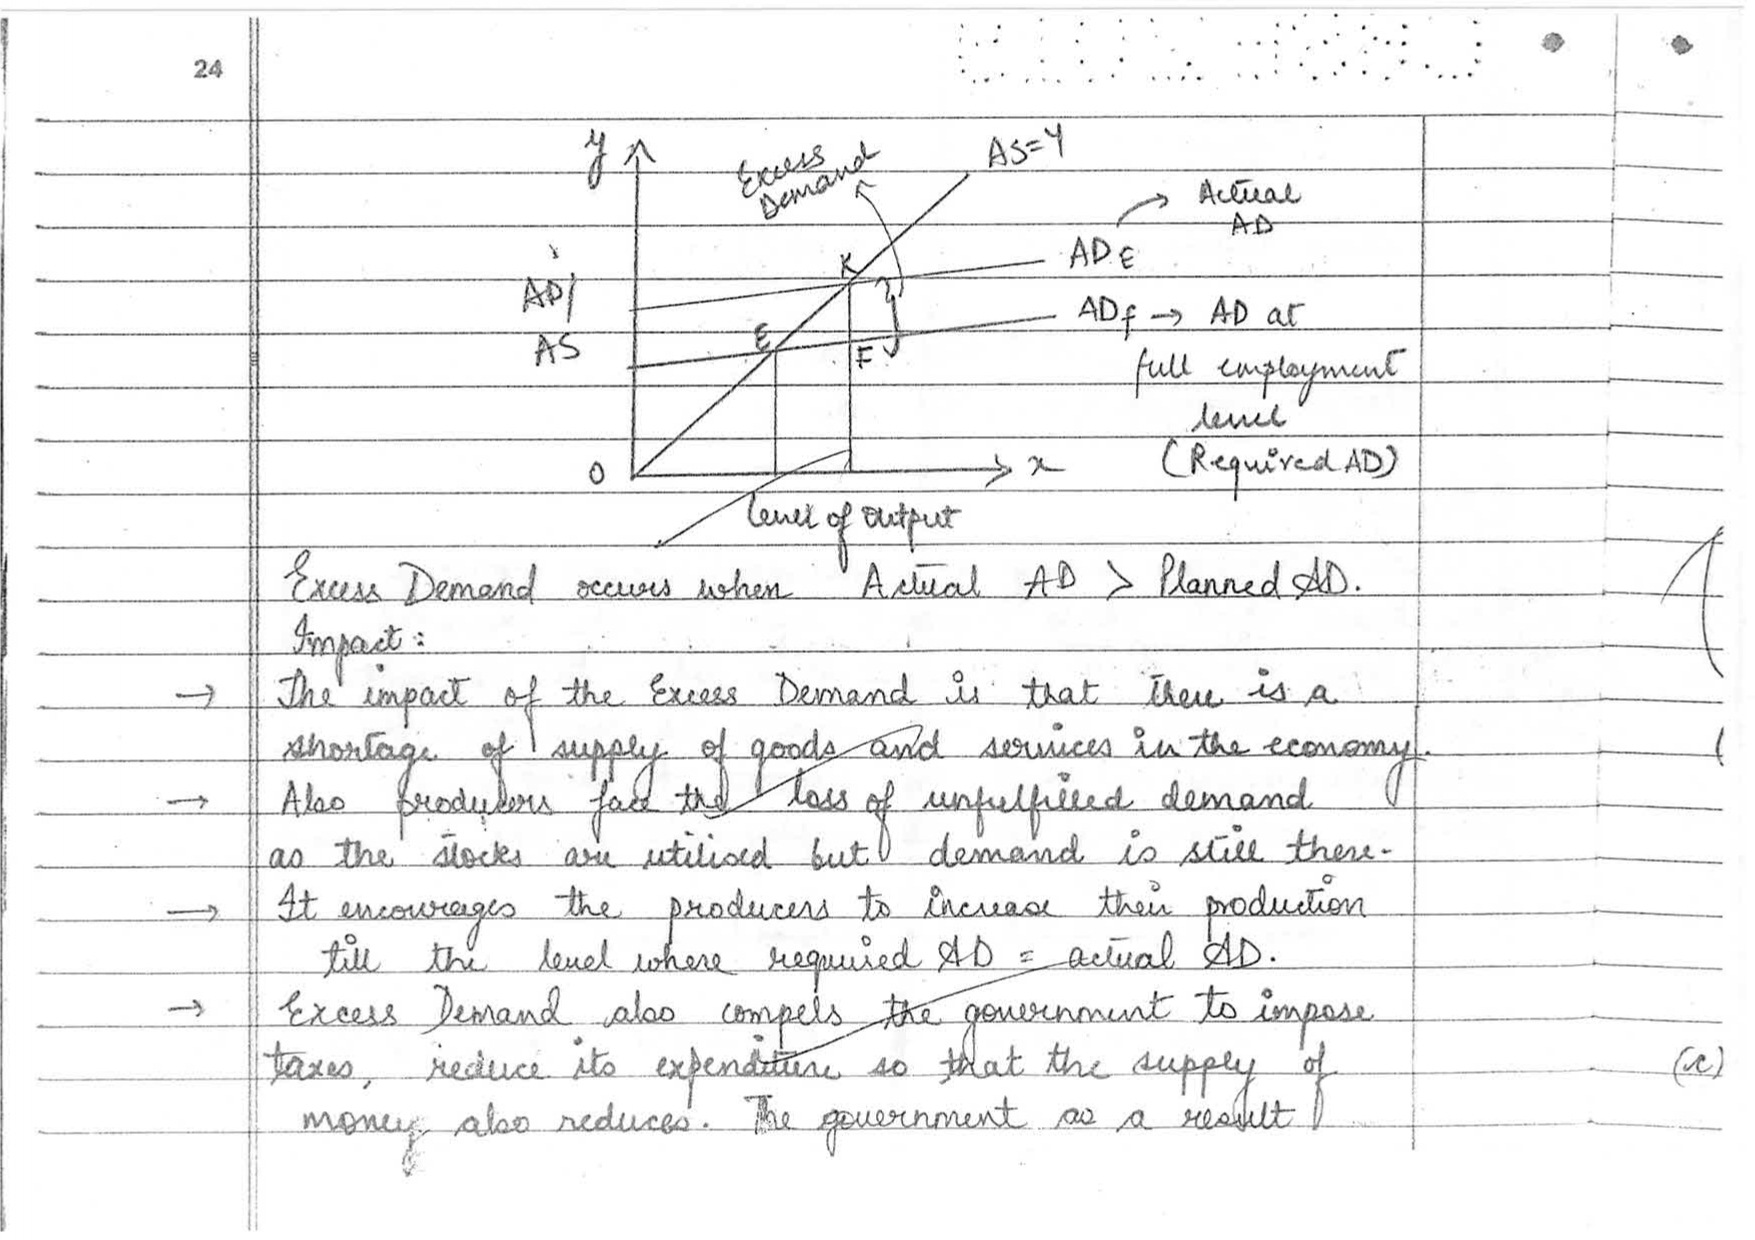 24
y
Excess
Demand
AS=Y
Actual
AD
AD E
K
AD/
AS
E
F
ADf → AD at
full employment
level
(Required AD)
O
x
level of output
Excess Demand occurs when Actual AD > Planned AD.
Impact:
→ The impact of the Excess Demand is that there is a
shortage of supply of goods and services in the economy.
→ Also producers face the loss of unfulfilled demand
as the stocks are utilised but demand is still there.
→ It encourages the producers to increase their production
till the level where required AD = actual AD.
→ Excess Demand also compels the government to impose
taxes, reduce its expenditure so that the supply of
money also reduces. The government as a result